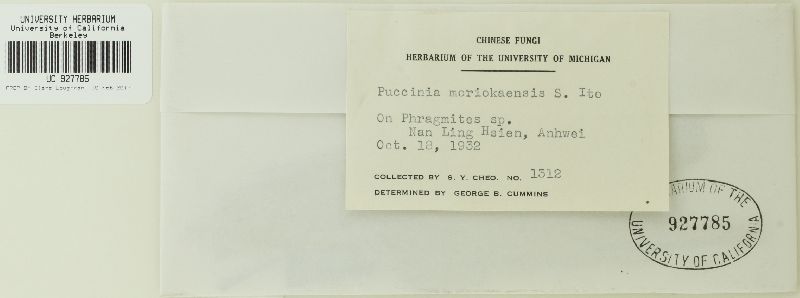 UNIVERSITY HERBARIUM
University of California
Berkeley
UC 927785
CHINESE FUNGI
HERBARIUM OF THE UNIVERSITY OF MICHIGAN
Puccinia moriokaensis S. Ito
On Phragmites sp.
Nan Ling Hsien, Anhwei
Oct. 18, 1932
COLLECTED BY S. Y. CHEO. NO. 1312
DETERMINED BY GEORGE B. CUMMINS
HERBARIUM OF THE
927785
UNIVERSITY OF CALIFORNIA